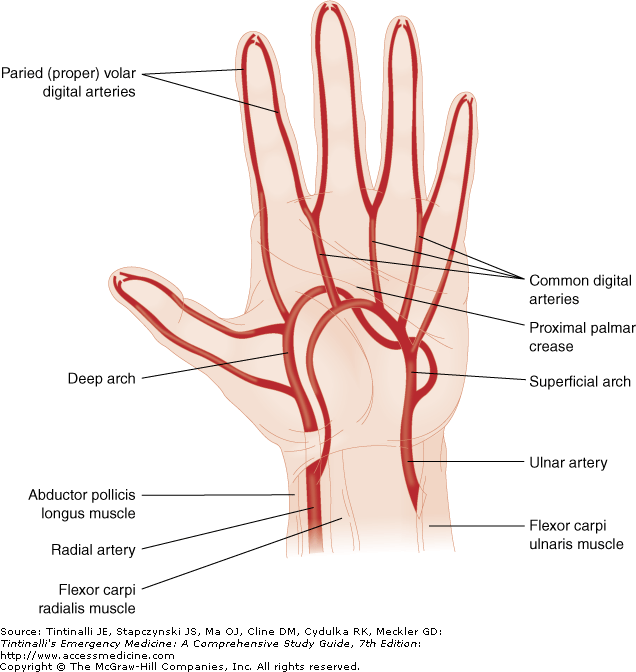 Paried (proper) volar
digital arteries
Common digital
arteries
Proximal palmar
crease
Deep arch
Superficial arch
Ulnar artery
Abductor pollicis
longus muscle
Flexor carpi
ulnaris muscle
Radial artery
Flexor carpi
radialis muscle
Source: Tintinalli JE, Stapczynski JS, Ma OJ, Cline DM, Cydulka RK, Meckler GD:
Tintinalli's Emergency Medicine: A Comprehensive Study Guide, 7th Edition:
http://www.accessmedicine.com
Copyright © The McGraw-Hill Companies, Inc. All rights reserved.